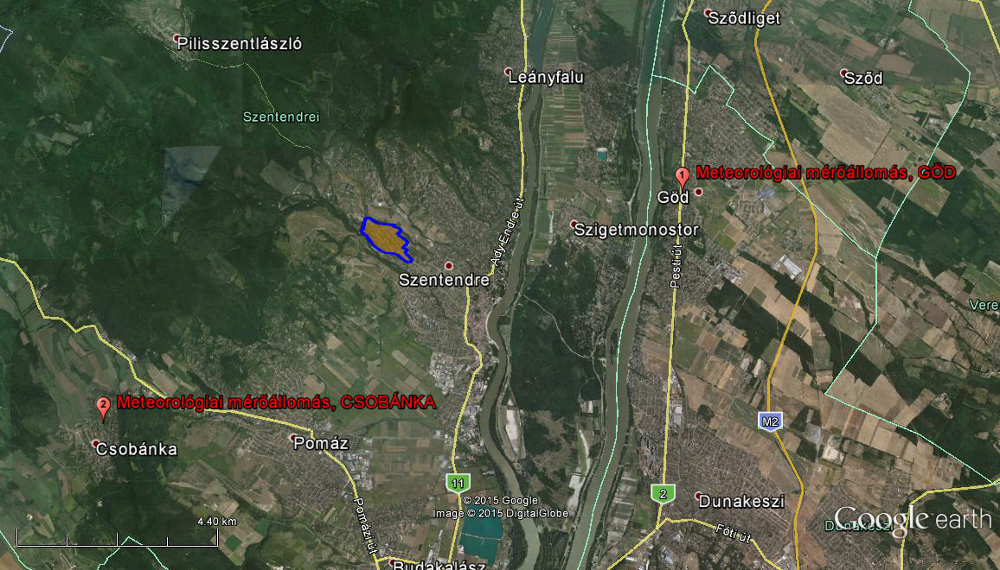 Sződliget
Pilisszentlászló
Leányfalu
Sződ
Szentendrei
1
Meteorológiai mérőállomás, GÖD
Göd
Ady Endre út
Szigetmonostor
Pesti út
Szentendre
Vere
2
Meteorológiai mérőállomás, CSOBÁNKA
M2
Csobánka
Pomáz
11
© 2015 Google
Image © 2015 DigitalGlobe
2
Dunakeszi
4.40 km
Pomázi út
Fóti út
Dunakeszi
Google earth
Budakalász